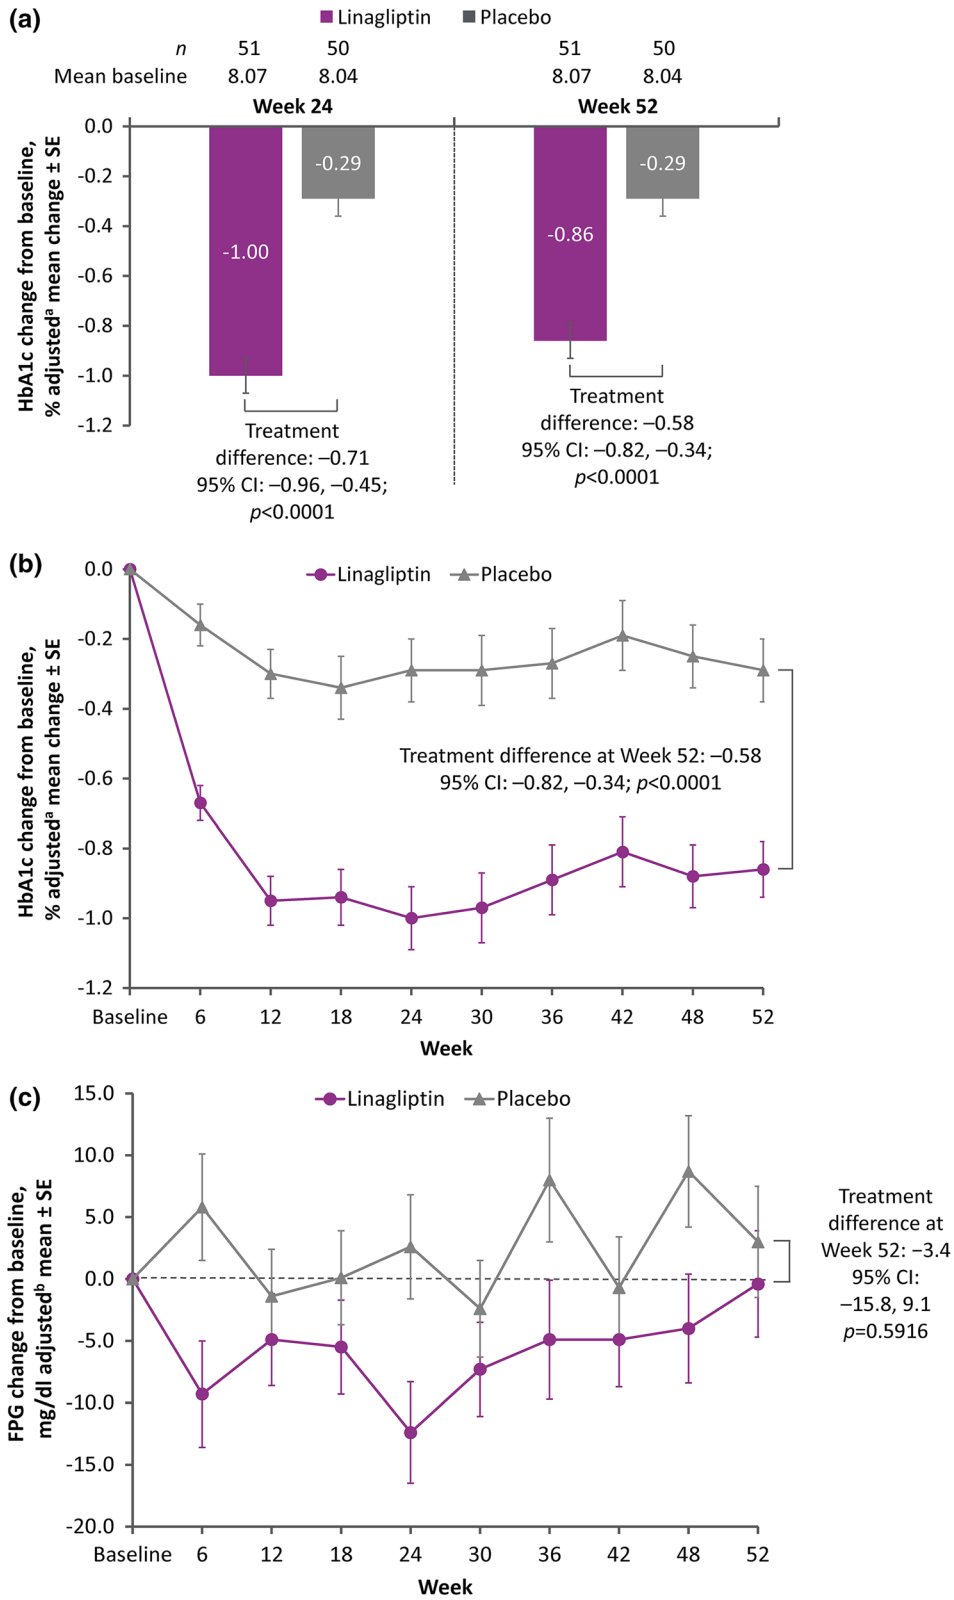 (a)
Linagliptin Placebo
n 51 50 51 50
Mean baseline 8.07 8.04 8.07 8.04
Week 24 Week 52
HbA1c change from baseline,
% adjustedᵃ mean change ± SE
0.0
-0.2
-0.4
-0.6
-0.8
-1.0
-1.2
-1.00
-0.29
-0.86
-0.29
Treatment
difference: –0.71
95% CI: –0.96, –0.45;
p<0.0001
Treatment
difference: –0.58
95% CI: –0.82, –0.34;
p<0.0001
(b)
Linagliptin Placebo
HbA1c change from baseline,
% adjustedᵃ mean change ± SE
0.0
-0.2
-0.4
-0.6
-0.8
-1.0
-1.2
Treatment difference at Week 52: –0.58
95% CI: –0.82, –0.34; p<0.0001
Baseline 6 12 18 24 30 36 42 48 52
Week
(c)
Linagliptin Placebo
FPG change from baseline,
mg/dl adjustedᵇ mean ± SE
15.0
10.0
5.0
0.0
-5.0
-10.0
-15.0
-20.0
Treatment
difference at
Week 52: –3.4
95% CI:
–15.8, 9.1
p=0.5916
Baseline 6 12 18 24 30 36 42 48 52
Week